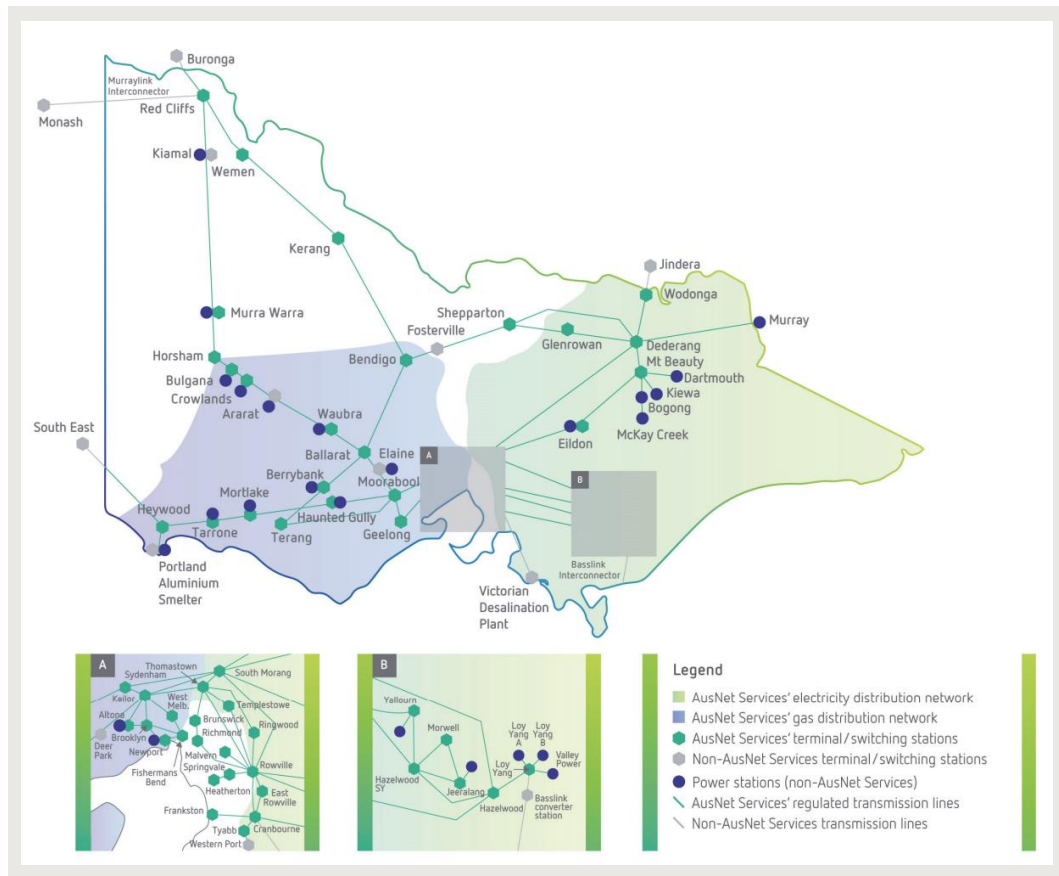 Buronga
Murraylink
Interconnector
Red Cliffs
Monash
Kiamal
Wemen
Kerang
Jindera
Wodonga
Murra Warra
Shepparton
Murray
Fosterville
Glenrowan
Dederang
Horsham
Bendigo
Mt Beauty
Bulgana
Dartmouth
Crowlands
Kiewa
Ararat
Bogong
Waubra
McKay Creek
South East
Eildon
Ballarat
Elaine
A
B
Berrybank
Moorabool
Mortlake
Heywood
Haunted Gully
Tarrone
Terang
Geelong
Basslink
Interconnector
Portland
Aluminium
Smelter
Victorian
Desalination
Plant
A
Thomastown
South Morang
Sydenham
Keilor
West
Melb.
Templestowe
Altona
Brunswick
Ringwood
Richmond
Brooklyn
Deer
Park
Newport
Malvern
Rowville
Springvale
Fishermans
Bend
Heatherton
East
Rowville
Frankston
Tyabb
Cranbourne
Western Port
B
Yallourn
Morwell
Loy
Yang
A
Loy
Yang
B
Valley
Power
Loy
Yang
Hazelwood
SY
Jeeralang
Hazelwood
Basslink
converter
station
Legend
AusNet Services' electricity distribution network
AusNet Services' gas distribution network
AusNet Services' terminal/switching stations
Non-AusNet Services terminal/switching stations
Power stations (non-AusNet Services)
AusNet Services' regulated transmission lines
Non-AusNet Services transmission lines